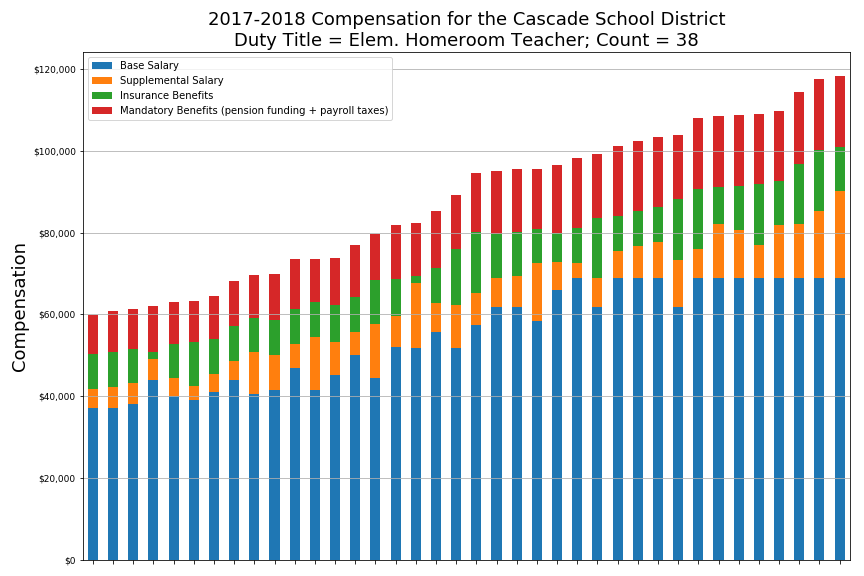 2017-2018 Compensation for the Cascade School District
Duty Title = Elem. Homeroom Teacher; Count = 38
Base Salary
Supplemental Salary
Insurance Benefits
Mandatory Benefits (pension funding + payroll taxes)
Compensation
$120,000
$100,000
$80,000
$60,000
$40,000
$20,000
$0